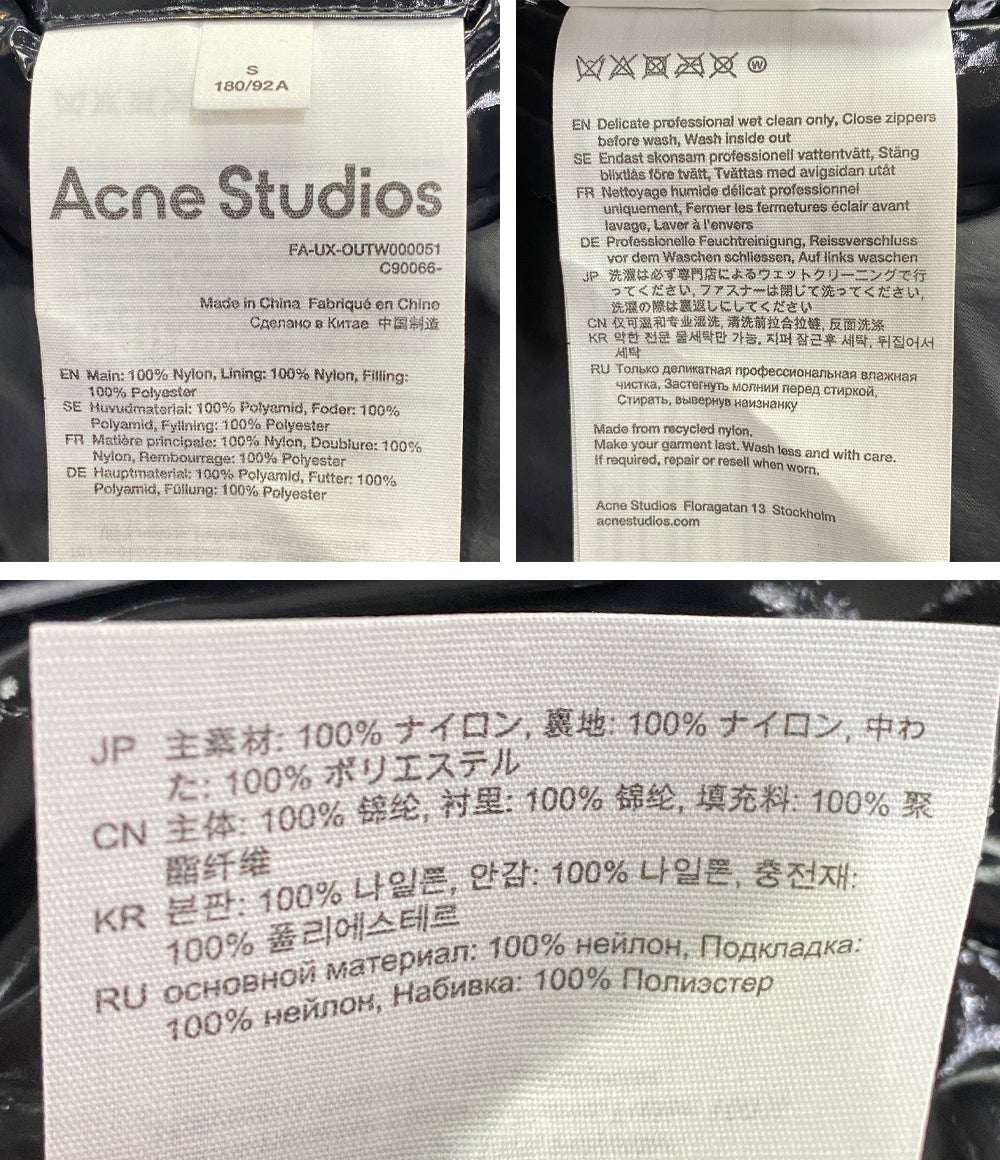 S
180/92A
Acne Studios
FA-UX-OUTW000051
C90066-
Made in China Fabriqué en Chine
Сделано в Китае 中国制造
EN Main: 100% Nylon, Lining: 100% Nylon, Filling:
100% Polyester
SE Huvudmaterial: 100% Polyamid, Foder: 100%
Polyamid, Fyllning: 100% Polyester
FR Matière principale: 100% Nylon, Doublure: 100%
Nylon, Rembourrage: 100% Polyester
DE Hauptmaterial: 100% Polyamid, Futter: 100%
Polyamid, Füllung: 100% Polyester
W
EN Delicate professional wet clean only, Close zippers
before wash, Wash inside out
SE Endast skonsam professionell vattentvätt, Stäng
blixtlås före tvätt, Tvättas med avigsidan utåt
FR Nettoyage humide délicat professionnel
uniquement, Fermer les fermetures éclair avant
lavage, Laver à l'envers
DE Professionelle Feuchtreinigung, Reissverschluss
vor dem Waschen schliessen, Auf links waschen
JP 洗濯は必ず専門店によるウェットクリーニングで行
ってください, ファスナーは閉じて洗ってください,
洗濯の際は裏返しにしてください
CN 仅可温和专业湿洗, 清洗前拉合拉链, 反面洗涤
KR 약한 전문 물세탁만 가능, 지퍼 잠근후 세탁, 뒤집어서
세탁
RU Только деликатная профессиональная влажная
чистка, Застегнуть молнии перед стиркой,
Стирать, вывернув наизнанку
Made from recycled nylon.
Make your garment last. Wash less and with care.
If required, repair or resell when worn.
Acne Studios Floragatan 13 Stockholm
acnestudios.com
JP 主素材: 100% ナイロン, 裏地: 100% ナイロン, 中わ
た: 100% ポリエステル
CN 主体: 100% 锦纶, 衬里: 100% 锦纶, 填充料: 100% 聚
酯纤维
KR 본판: 100% 나일론, 안감: 100% 나일론, 충전재:
100% 폴리에스테르
RU основной материал: 100% нейлон, Подкладка:
100% нейлон, Набивка: 100% Полиэстер